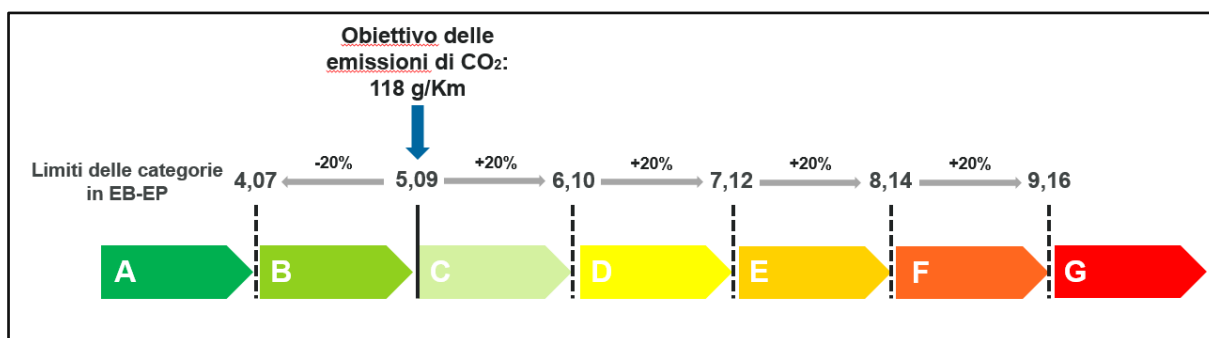 Obiettivo delle
emissioni di CO₂:
118 g/Km
Limiti delle categorie
in EB-EP
-20% +20% +20% +20% +20%
4,07 5,09 6,10 7,12 8,14 9,16
A B C D E F G